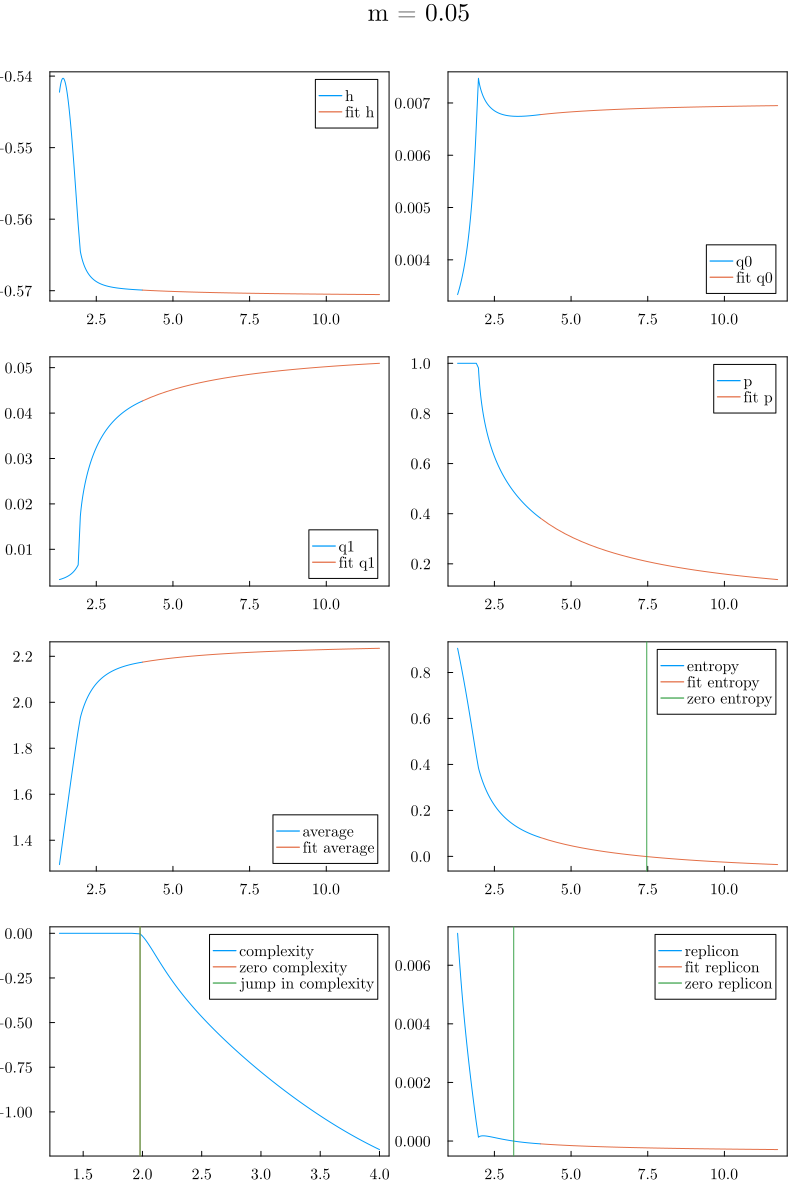 m = 0.05
-0.54
-0.55
-0.56
-0.57
2.5 5.0 7.5 10.0
h
fit h
0.007
0.006
0.005
0.004
2.5 5.0 7.5 10.0
q0
fit q0
0.05
0.04
0.03
0.02
0.01
2.5 5.0 7.5 10.0
q1
fit q1
1.0
0.8
0.6
0.4
0.2
2.5 5.0 7.5 10.0
p
fit p
2.2
2.0
1.8
1.6
1.4
2.5 5.0 7.5 10.0
average
fit average
0.8
0.6
0.4
0.2
0.0
2.5 5.0 7.5 10.0
entropy
fit entropy
zero entropy
0.00
-0.25
-0.50
-0.75
-1.00
1.5 2.0 2.5 3.0 3.5 4.0
complexity
zero complexity
jump in complexity
0.006
0.004
0.002
0.000
2.5 5.0 7.5 10.0
replicon
fit replicon
zero replicon